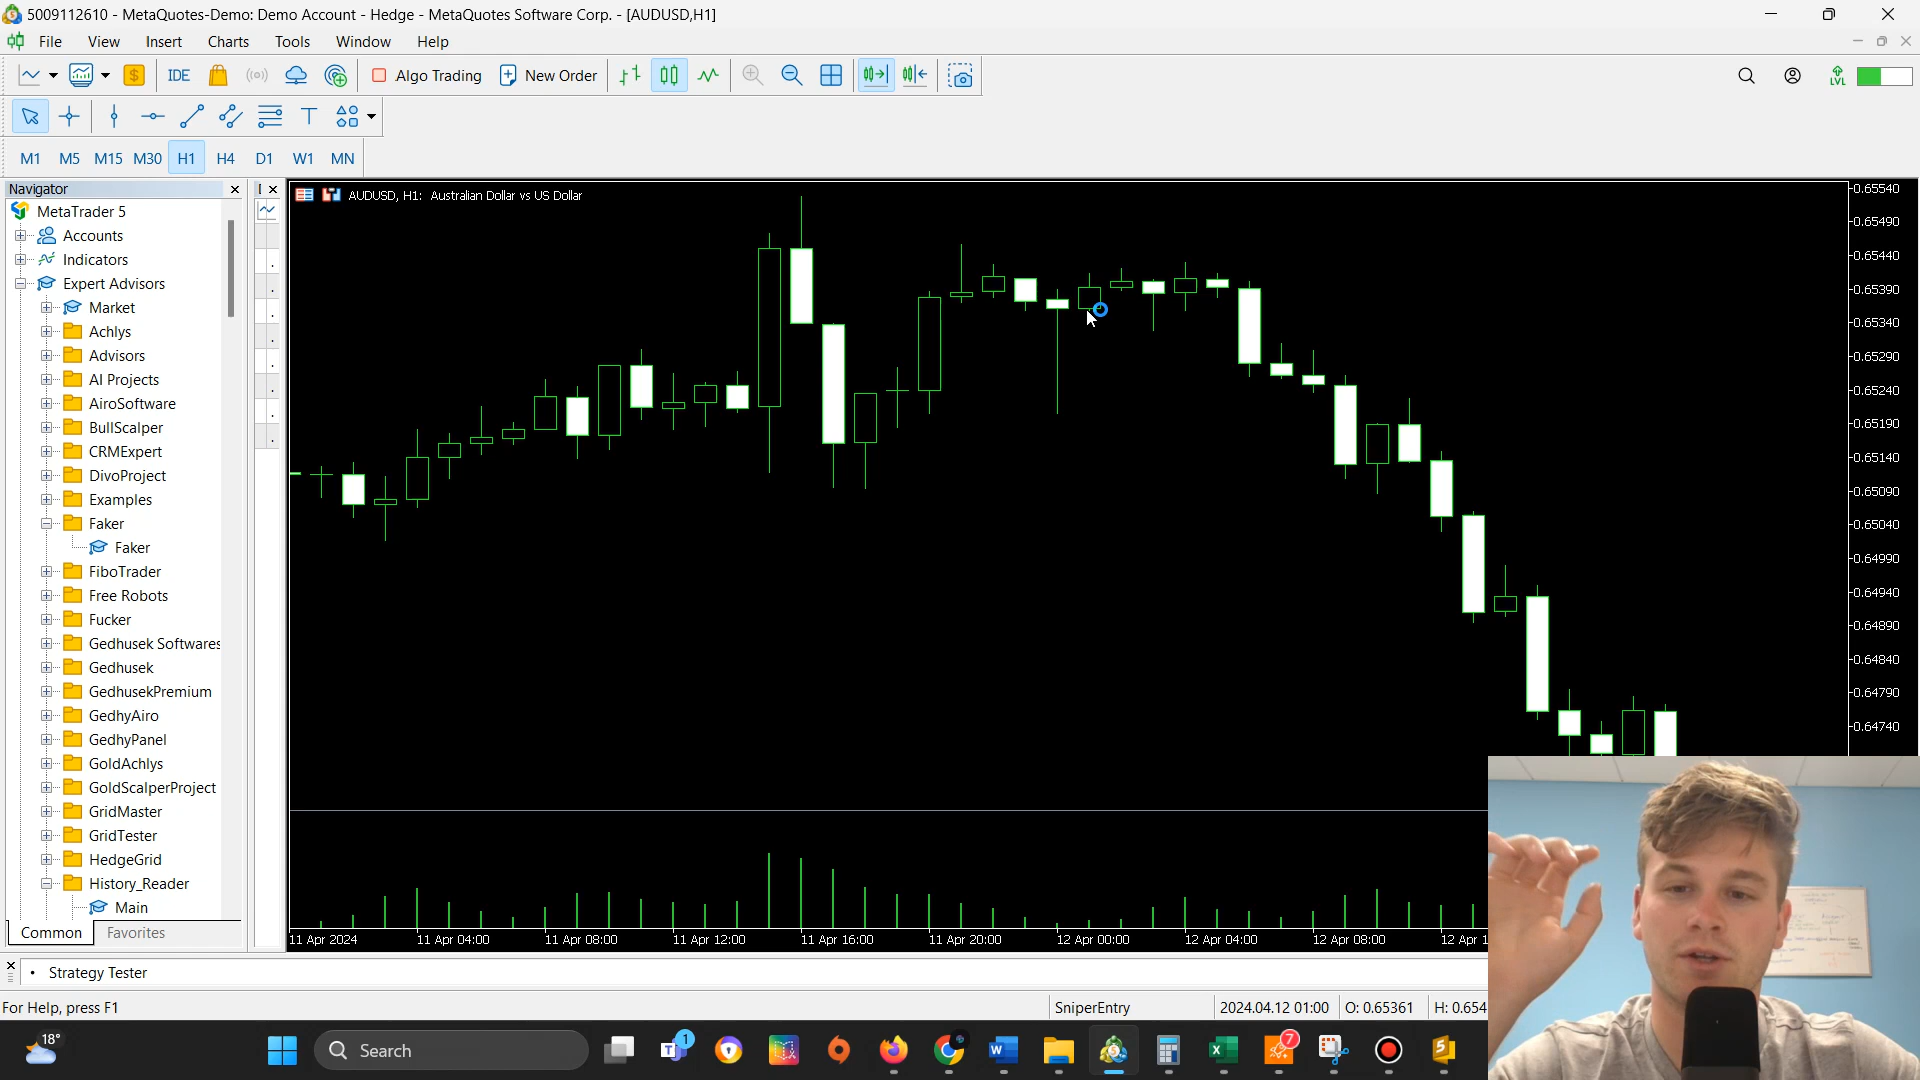 5009112610 - MetaQuotes-Demo: Demo Account - Hedge - MetaQuotes Software Corp. - [AUDUSD,H1]
File View Insert Charts Tools Window Help
IDE Algo Trading New Order LVL
M1 M5 M15 M30 H1 H4 D1 W1 MN
Navigator
MetaTrader 5
Accounts
Indicators
Expert Advisors
Market
Achlys
Advisors
AI Projects
AiroSoftware
BullScalper
CRMExpert
DivoProject
Examples
Faker
Faker
FiboTrader
Free Robots
Fucker
Gedhusek Softwares
Gedhusek
GedhusekPremium
GedhyAiro
GedhyPanel
GoldAchlys
GoldScalperProject
GridMaster
GridTester
HedgeGrid
History_Reader
Main
Common Favorites
AUDUSD, H1: Australian Dollar vs US Dollar
0.65540
0.65490
0.65440
0.65390
0.65340
0.65290
0.65240
0.65190
0.65140
0.65090
0.65040
0.64990
0.64940
0.64890
0.64840
0.64790
0.64740
11 Apr 2024 11 Apr 04:00 11 Apr 08:00 11 Apr 12:00 11 Apr 16:00 11 Apr 20:00 12 Apr 00:00 12 Apr 04:00 12 Apr 08:00 12 Apr 1
Strategy Tester
For Help, press F1 SniperEntry 2024.04.12 01:00 O: 0.65361 H: 0.654
18° Search 1 7